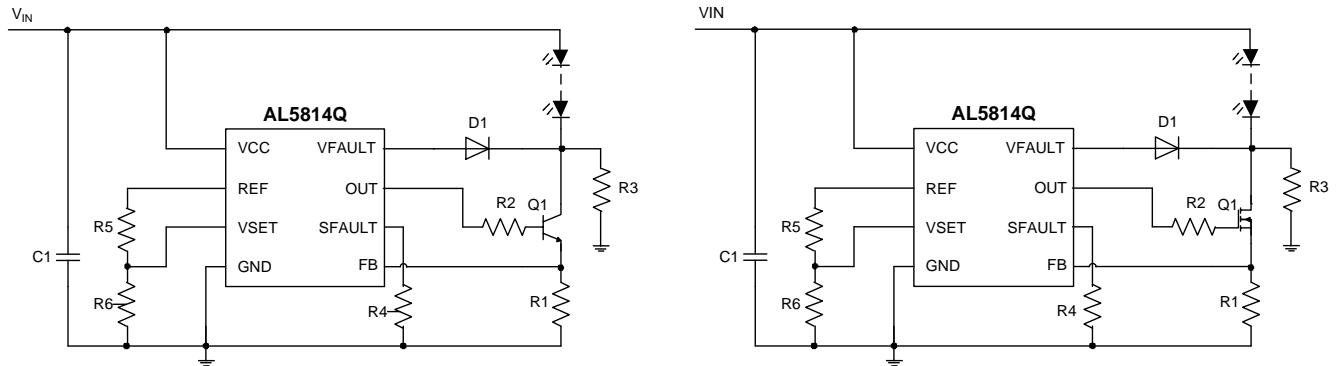 VIN
AL5814Q
D1
VCC
VFAULT
REF
OUT
R2
Q1
R3
R5
VSET
SFAULT
C1
GND
FB
R6
R4
R1
VIN
AL5814Q
D1
VCC
VFAULT
REF
OUT
R2
Q1
R3
R5
VSET
SFAULT
C1
GND
FB
R6
R4
R1